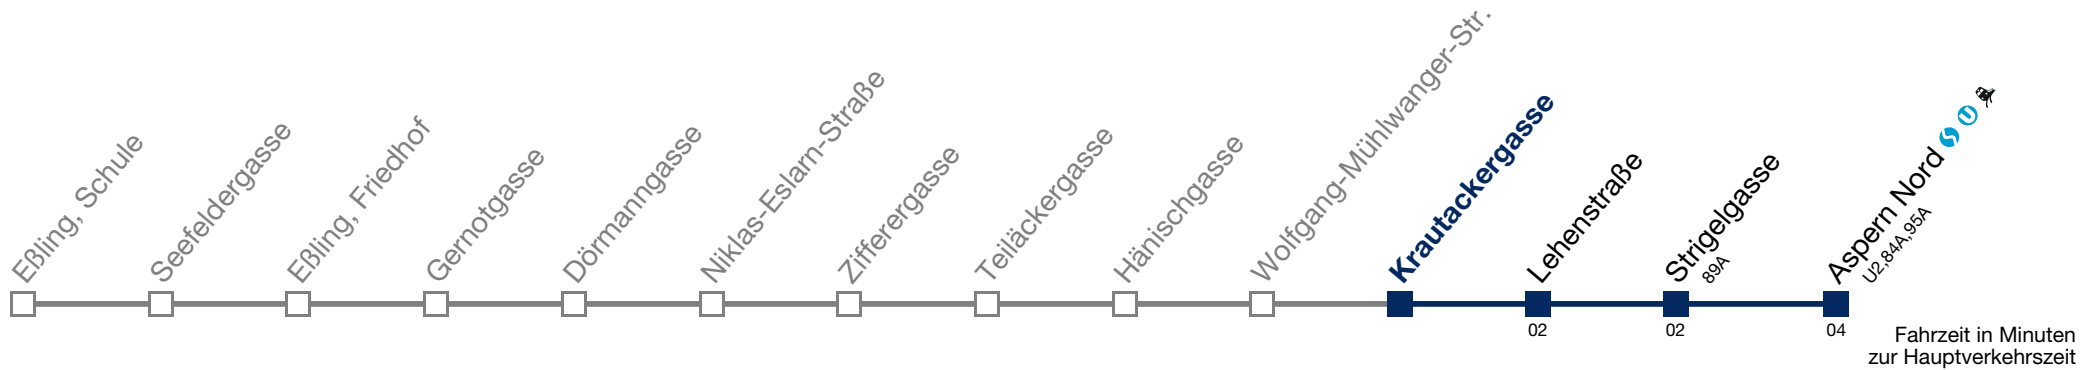 Eßling, Schule
Seefeldergasse
Eßling, Friedhof
Gernotgasse
Dörmanngasse
Niklas-Eslarn-Straße
Ziffererergasse
Teiläckergasse
Hänischgasse
Wolfgang-Mühlwanger-Str.
Krautackergasse
Lehenstraße
02
Strigelgasse
89A
02
Aspern Nord S U
U2,84A,95A
04
Fahrzeit in Minuten
zur Hauptverkehrszeit